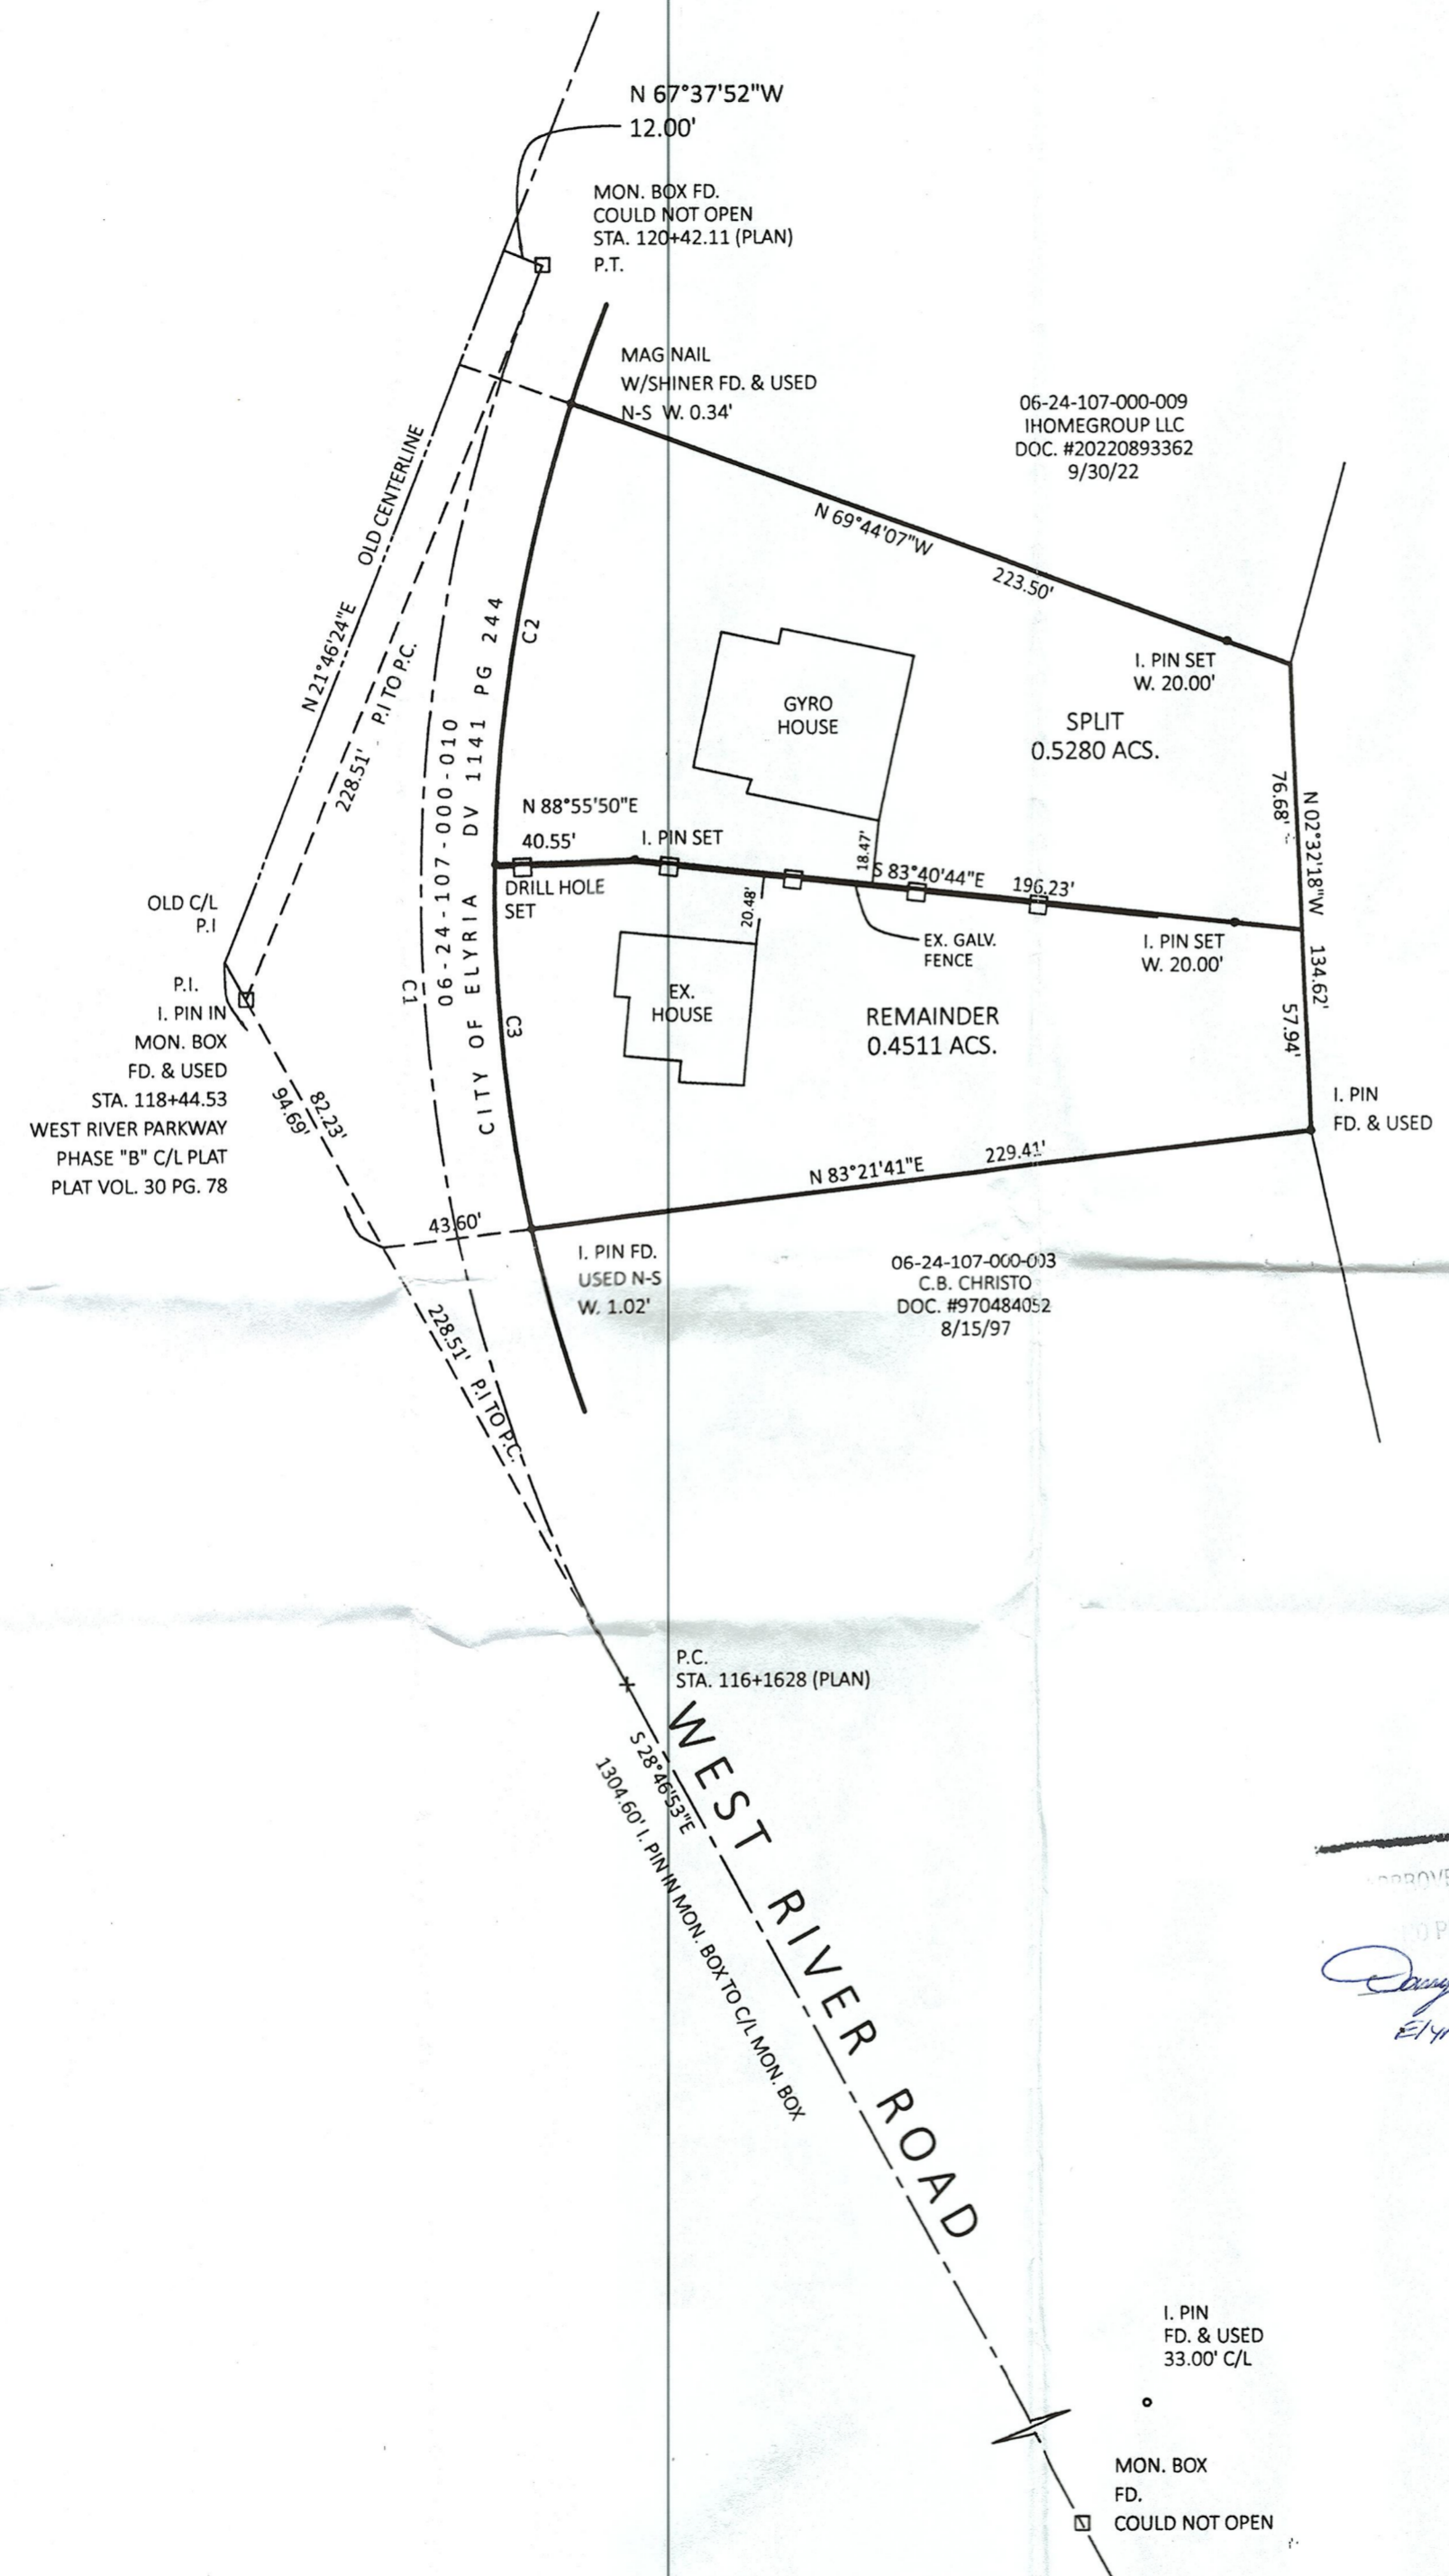 N 67°37'52"W
12.00'
MON. BOX FD.
COULD NOT OPEN
STA. 120+42.11 (PLAN)
P.T.
MAG NAIL
W/SHINER FD. & USED
N-S W. 0.34'
06-24-107-000-009
IHOMEGROUP LLC
DOC. #20220893362
9/30/22
OLD CENTERLINE
N 21°46'24"E
228.51' P.I TO P.C.
N 69°44'07"W
223.50'
C2
GYRO
HOUSE
I. PIN SET
W. 20.00'
SPLIT
0.5280 ACS.
76.68'
N 02°32'18"W
134.62'
57.94'
06-24-107-000-010
CITY OF ELYRIA DV 1141 PG 244
N 88°55'50"E
40.55'
I. PIN SET
18.47'
S 83°40'44"E
196.23'
DRILL HOLE
SET
20.48'
EX. GALV.
FENCE
I. PIN SET
W. 20.00'
OLD C/L
P.I
P.I.
I. PIN IN
MON. BOX
FD. & USED
STA. 118+44.53
WEST RIVER PARKWAY
PHASE "B" C/L PLAT
PLAT VOL. 30 PG. 78
C1
C3
EX.
HOUSE
REMAINDER
0.4511 ACS.
82.23'
94.69'
I. PIN
FD. & USED
N 83°21'41"E
229.41'
43.60'
I. PIN FD.
USED N-S
W. 1.02'
06-24-107-000-003
C.B. CHRISTO
DOC. #970484052
8/15/97
228.51' P.I TO P.C.
P.C.
STA. 116+1628 (PLAN)
S 28°46'53"E
1304.60' I. PIN IN MON. BOX TO C/L MON. BOX
WEST RIVER ROAD
I. PIN
FD. & USED
33.00' C/L
MON. BOX
FD.
COULD NOT OPEN